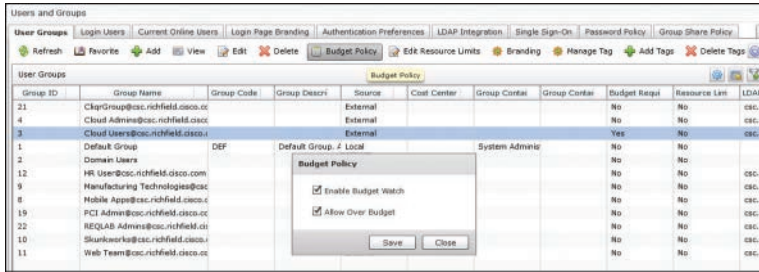 Users and Groups
User Groups Login Users Current Online Users Login Page Branding Authentication Preferences LDAP Integration Single Sign-On Password Policy Group Share Policy
Refresh Favorite Add View Edit Delete Budget Policy Edit Resource Limits Branding Manage Tag Add Tags Delete Tags
User Groups Budget Policy
Group ID Group Name Group Code Group Descri Source Cost Center Group Contai Group Contai Budget Requi Resource Lim LDA
21 CliqrGroup@csc.richfield.cisco.cc External No No csc.
4 Cloud Admins@csc.richfield.cisco. External No No csc.
3 Cloud Users@csc.richfield.cisco.c External Yes No csc.
1 Default Group DEF Default Group. A Local System Adminis No No
2 Domain Users No No
12 HR User@csc.richfield.cisco.com No No csc.
9 Manufacturing Technologies@csc No No csc.
8 Mobile Apps@csc.richfield.cisco.c No No csc.
19 PCI Admin@csc.richfield.cisco.cc No No csc.
22 REQLAB Admins@csc.richfield.cis No No csc.
10 Skunkworks@csc.richfield.cisco.c No No csc.
11 Web Team@csc.richfield.cisco.cc No No csc.
Budget Policy
Enable Budget Watch
Allow Over Budget
Save Close